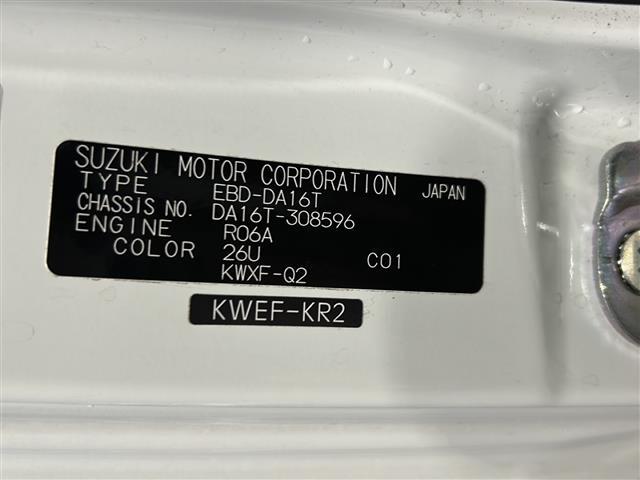 SUZUKI MOTOR CORPORATION JAPAN
TYPE EBD-DA16T
CHASSIS NO. DA16T-308596
ENGINE R06A
COLOR 26U C01
KWXF-Q2
KWEF-KR2